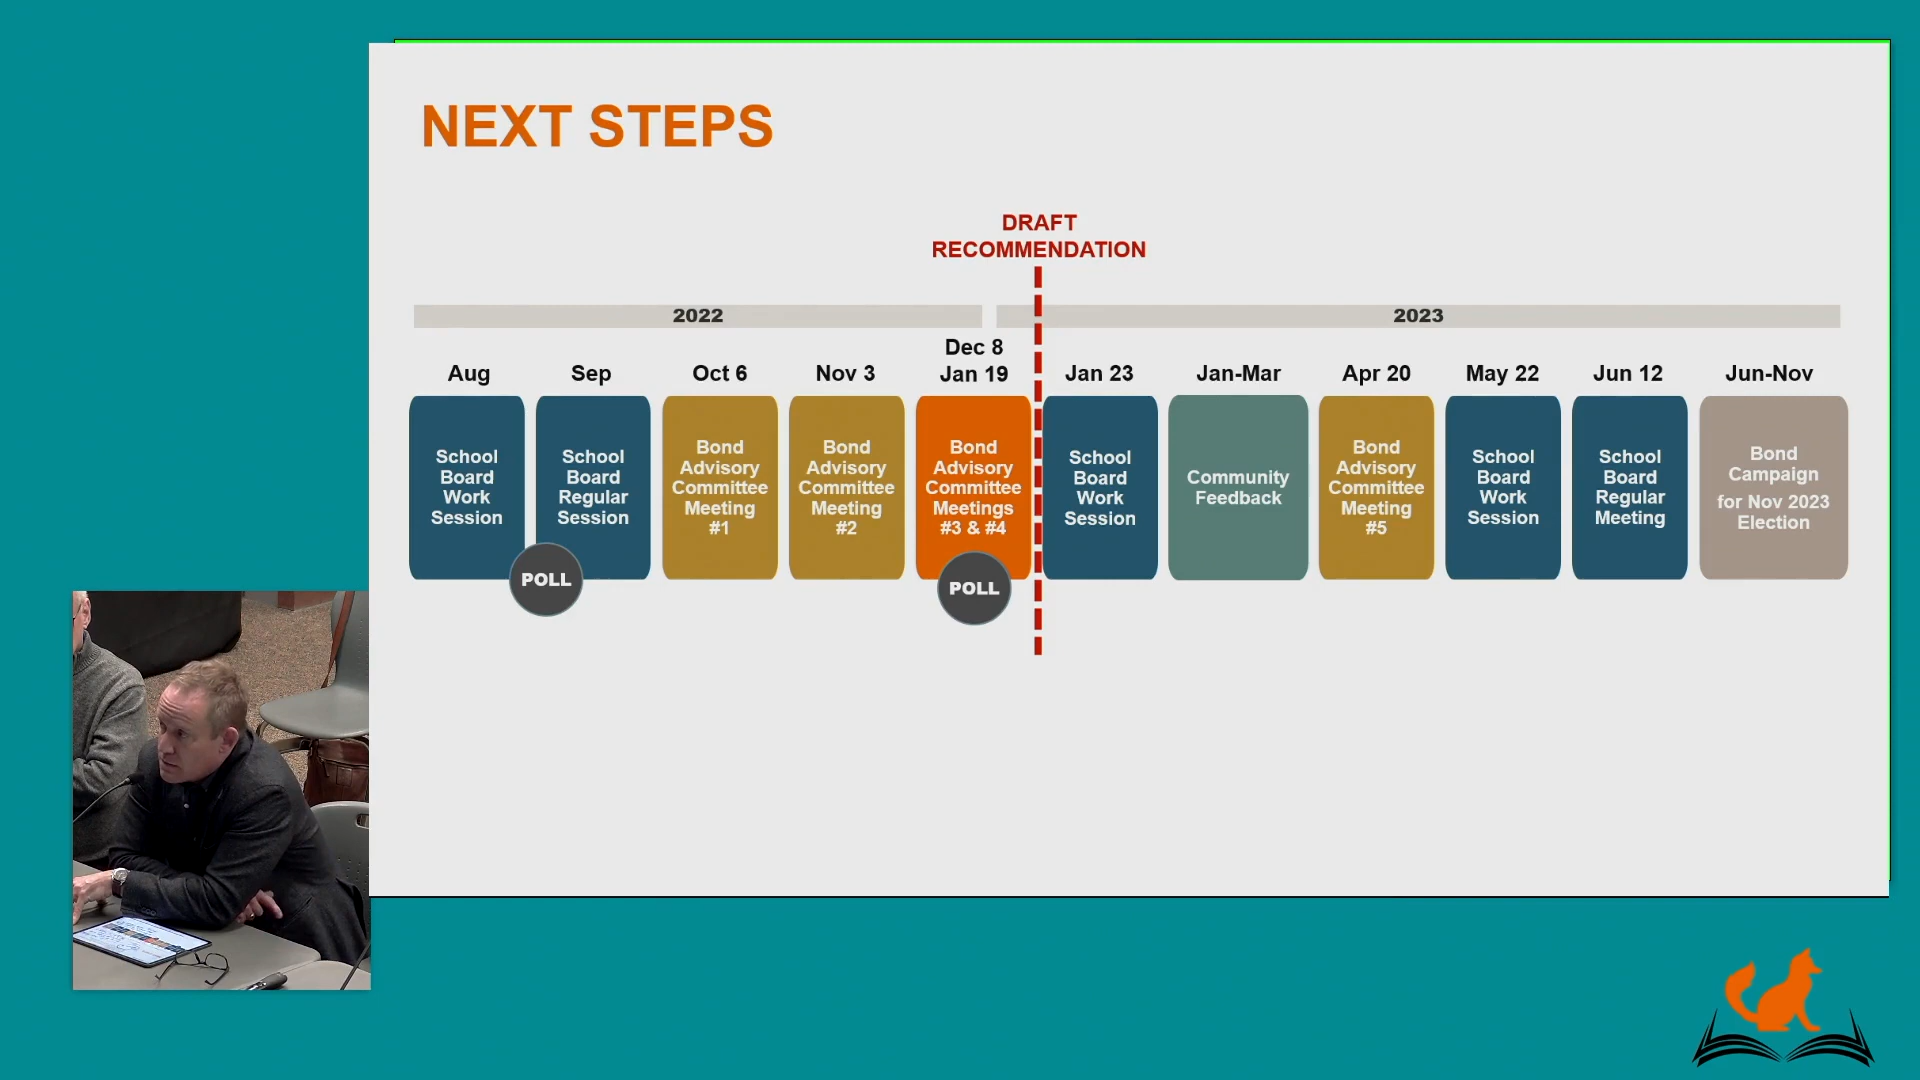 NEXT STEPS
DRAFT
RECOMMENDATION
2022
2023
Aug
Sep
Oct 6
Nov 3
Dec 8
Jan 19
Jan 23
Jan-Mar
Apr 20
May 22
Jun 12
Jun-Nov
School
Board
Work
Session
School
Board
Regular
Session
Bond
Advisory
Committee
Meeting
#1
Bond
Advisory
Committee
Meeting
#2
Bond
Advisory
Committee
Meetings
#3 & #4
School
Board
Work
Session
Community
Feedback
Bond
Advisory
Committee
Meeting
#5
School
Board
Work
Session
School
Board
Regular
Meeting
Bond
Campaign
for Nov 2023
Election
POLL
POLL